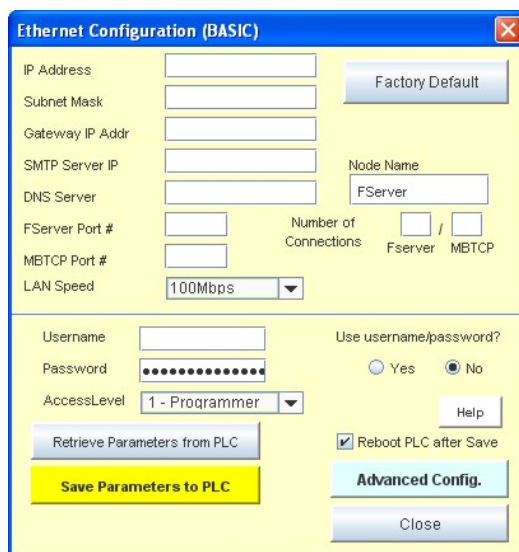 Ethernet Configuration (BASIC)
IP Address
Factory Default
Subnet Mask
Gateway IP Addr
SMTP Server IP
Node Name
DNS Server
FServer
FServer Port #
Number of
Connections
/
Fserver MBTCP
MBTCP Port #
LAN Speed
100Mbps
Username
Use username/password?
Password
●●●●●●●●●●●●●●
Yes No
AccessLevel
1 - Programmer
Help
Retrieve Parameters from PLC
Reboot PLC after Save
Save Parameters to PLC
Advanced Config.
Close